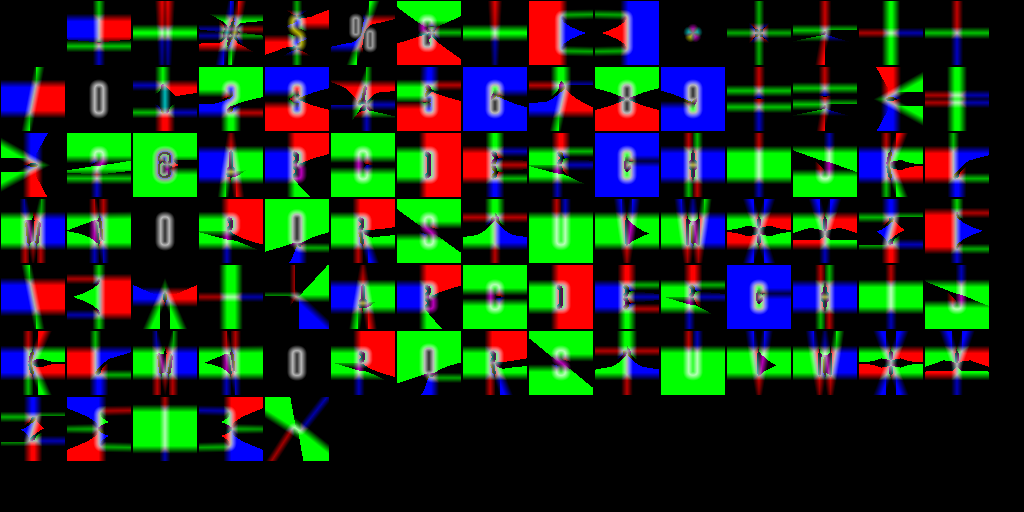 ! " # $ % & ' ( ) * + , - .
/ 0 1 2 3 4 5 6 7 8 9 : ; < =
> ? @ A B C D E F G H I J K L
M N O P Q R S T U V W X Y Z [
\ ] ^ _ ` A B C D E F G H I J
K L M N O P Q R S T U V W X Y
Z { | } ~